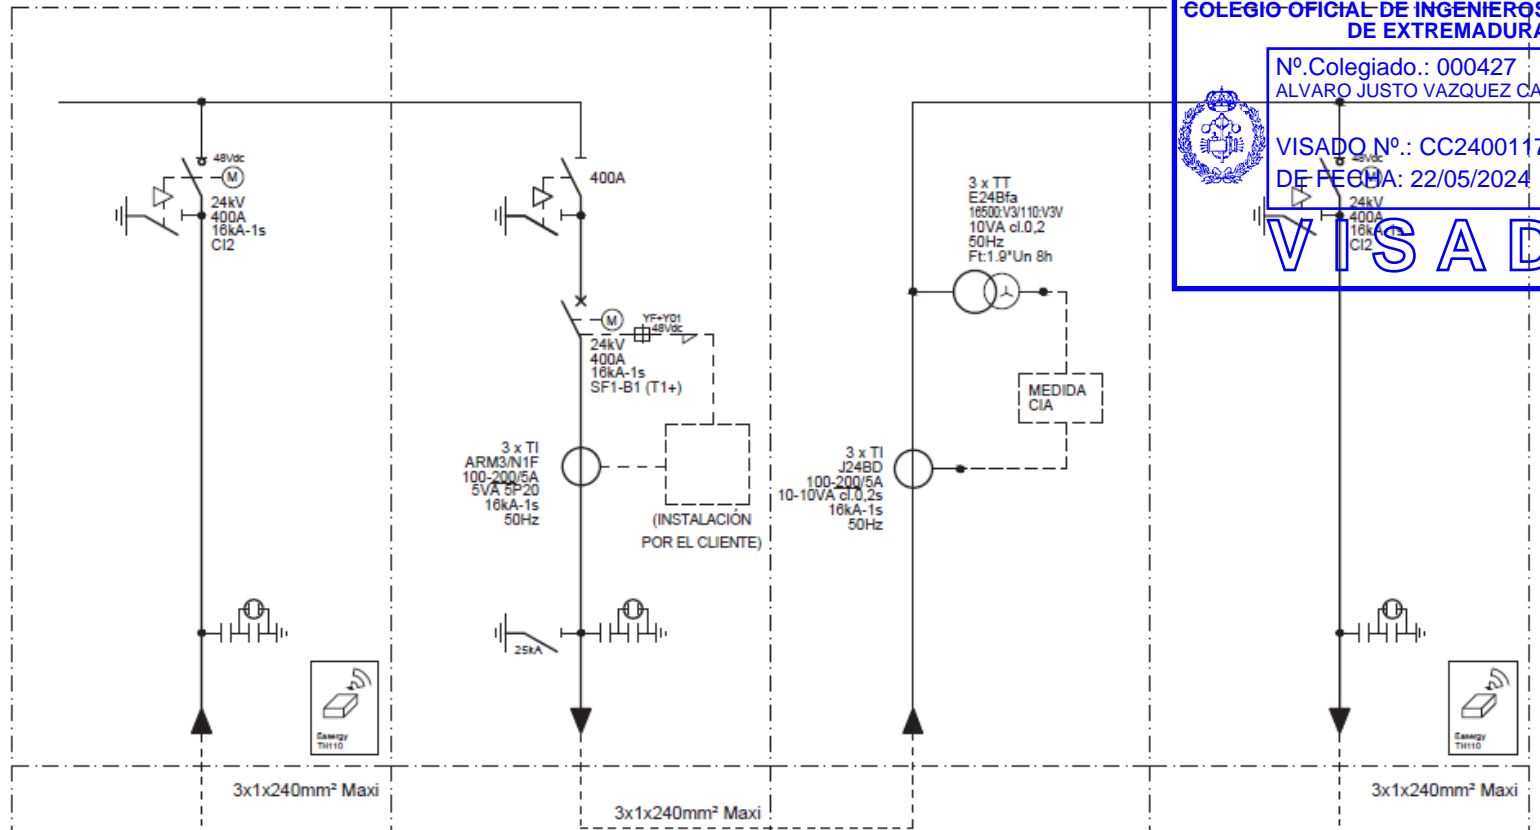 COLEGIO OFICIAL DE INGENIEROS
DE EXTREMADURA
Nº.Colegiado.: 000427
ALVARO JUSTO VAZQUEZ CA
VISADO Nº.: CC2400117
DE FECHA: 22/05/2024
VISAD
48Vdc
M
24kV
400A
16kA-1s
CI2
Easergy
TH110
3x1x240mm² Maxi
400A
M
YF+Y01
48Vdc
24kV
400A
16kA-1s
SF1-B1 (T1+)
3 x TI
ARM3/N1F
100-200/5A
5VA 5P20
16kA-1s
50Hz
(INSTALACIÓN
POR EL CLIENTE)
25kA
3x1x240mm² Maxi
3 x TT
E24Bfa
16500:V3/110:V3V
10VA cl.0,2
50Hz
Ft:1.9*Un 8h
MEDIDA
CIA
3 x TI
J24BD
100-200/5A
10-10VA cl.0,2s
16kA-1s
50Hz
48Vdc
M
24kV
400A
16kA-1s
CI2
Easergy
TH110
3x1x240mm² Maxi